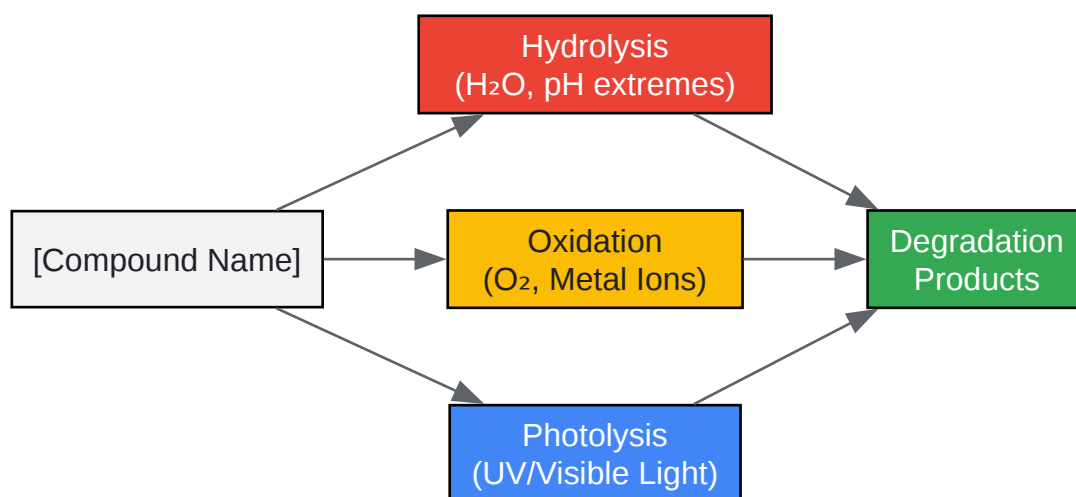 Hydrolysis
(H₂O, pH extremes)
[Compound Name]
Oxidation
(O₂, Metal Ions)
Degradation
Products
Photolysis
(UV/Visible Light)